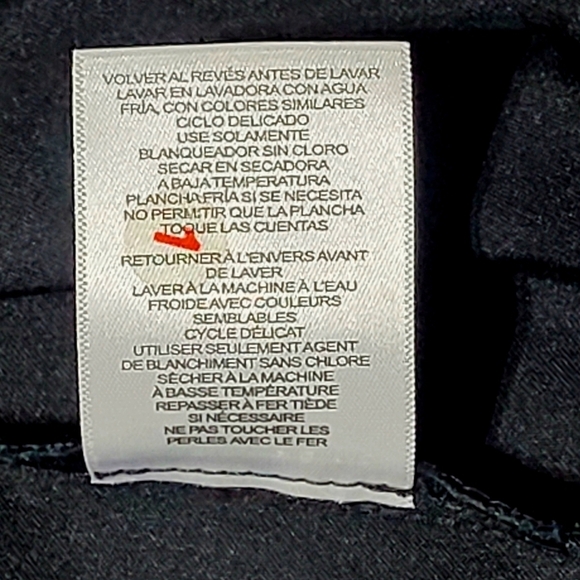 VOLVER AL REVÉS ANTES DE LAVAR
LAVAR EN LAVADORA CON AGUA
FRÍA, CON COLORES SIMILARES
CICLO DELICADO
USE SOLAMENTE
BLANQUEADOR SIN CLORO
SECAR EN SECADORA
A BAJA TEMPERATURA
PLANCHA FRÍA SI SE NECESITA
NO PERMITIR QUE LA PLANCHA
TOQUE LAS CUENTAS
RETOURNER À L'ENVERS AVANT
DE LAVER
LAVER À LA MACHINE À L'EAU
FROIDE AVEC COULEURS
SEMBLABLES
CYCLE DÉLICAT
UTILISER SEULEMENT AGENT
DE BLANCHIMENT SANS CHLORE
SÉCHER À LA MACHINE
À BASSE TEMPÉRATURE
REPASSER À FER TIÈDE
SI NÉCESSAIRE
NE PAS TOUCHER LES
PERLES AVEC LE FER